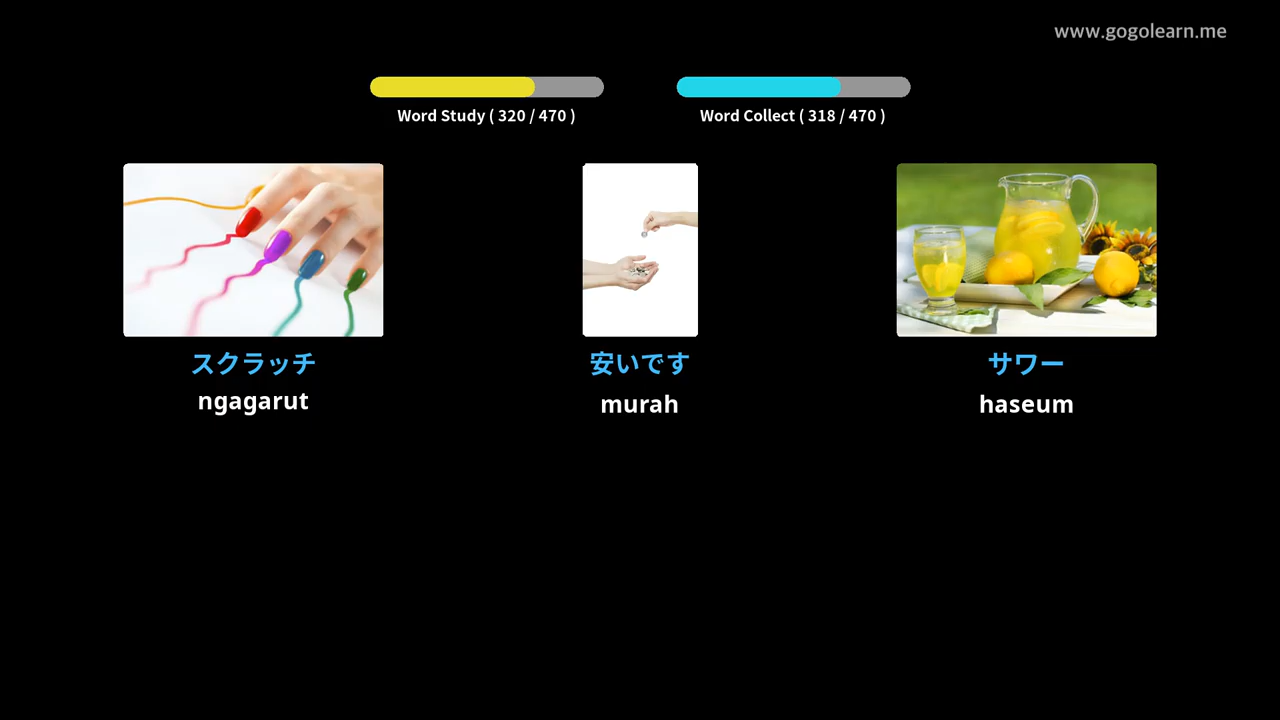 www.gogolearn.me
Word Study ( 320 / 470 )
Word Collect ( 318 / 470 )
スクラッチ
ngagarut
安いです
murah
サワー
haseum